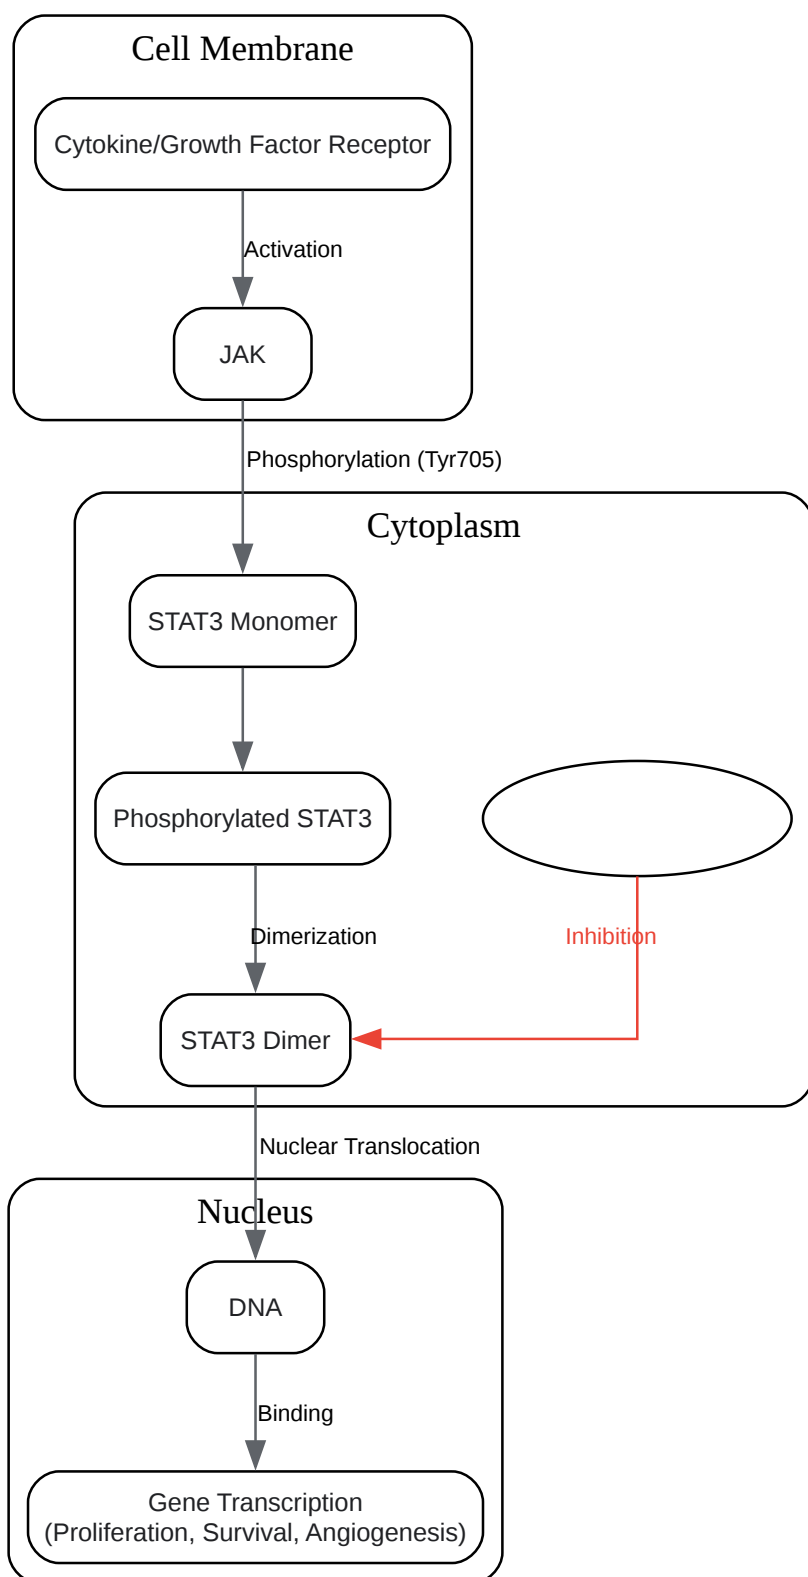 Cell Membrane
Cytokine/Growth Factor Receptor
Activation
JAK
Phosphorylation (Tyr705)
Cytoplasm
STAT3 Monomer
Phosphorylated STAT3
Dimerization
Inhibition
STAT3 Dimer
Nuclear Translocation
Nucleus
DNA
Binding
Gene Transcription
(Proliferation, Survival, Angiogenesis)